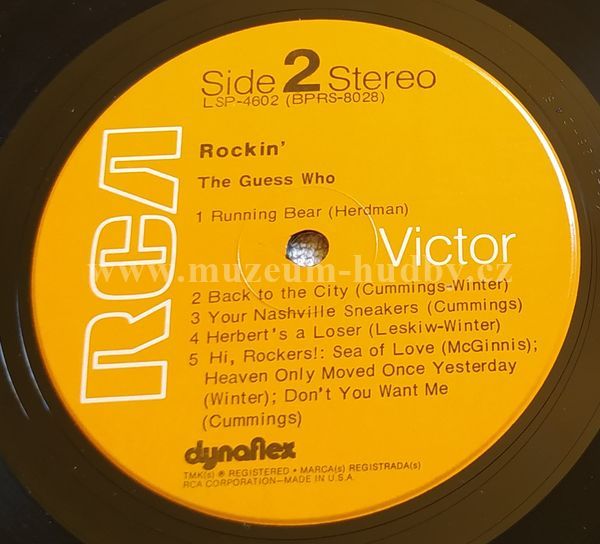 Side 2 Stereo
LSP-4602 (BPRS-8028)
RCA
Rockin'
The Guess Who
1 Running Bear (Herdman)
Victor
www.muzeum-hudby.cz
2 Back to the City (Cummings-Winter)
3 Your Nashville Sneakers (Cummings)
4 Herbert's a Loser (Leskiw-Winter)
5 Hi, Rockers!: Sea of Love (McGinnis);
Heaven Only Moved Once Yesterday
(Winter); Don't You Want Me
(Cummings)
dynaflex
TMK(s) ® REGISTERED • MARCA(s) REGISTRADA(s)
RCA CORPORATION—MADE IN U.S.A.